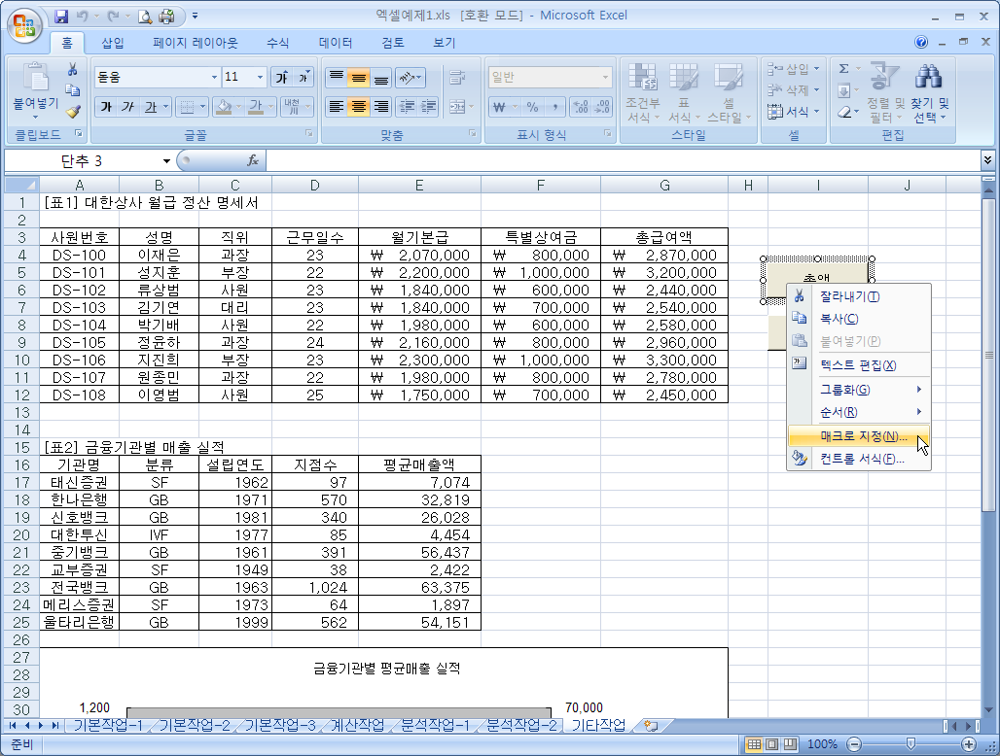 엑셀예제1.xls [호환 모드] - Microsoft Excel
홈 삽입 페이지 레이아웃 수식 데이터 검토 보기
붙여넣기 돋움 11 가 가 일반 조건부 서식 표 서식 셀 스타일 삽입 삭제 서식 Σ 정렬 및 필터 찾기 및 선택
가 가 가 가 내천 ₩ % ,
클립보드 글꼴 맞춤 표시 형식 스타일 셀 편집
단추 3 fx
A B C D E F G H I J
1 [표1] 대한상사 월급 정산 명세서
2
3 사원번호 성명 직위 근무일수 월기본급 특별상여금 총급여액
4 DS-100 이재은 과장 23 ₩ 2,070,000 ₩ 800,000 ₩ 2,870,000
5 DS-101 성지훈 부장 22 ₩ 2,200,000 ₩ 1,000,000 ₩ 3,200,000
총액
6 DS-102 류상범 사원 23 ₩ 1,840,000 ₩ 600,000 ₩ 2,440,000
7 DS-103 김기연 대리 23 ₩ 1,840,000 ₩ 700,000 ₩ 2,540,000
8 DS-104 박기배 사원 22 ₩ 1,980,000 ₩ 600,000 ₩ 2,580,000
9 DS-105 정윤하 과장 24 ₩ 2,160,000 ₩ 800,000 ₩ 2,960,000
10 DS-106 지진희 부장 23 ₩ 2,300,000 ₩ 1,000,000 ₩ 3,300,000
11 DS-107 원종민 과장 22 ₩ 1,980,000 ₩ 800,000 ₩ 2,780,000
12 DS-108 이영범 사원 25 ₩ 1,750,000 ₩ 700,000 ₩ 2,450,000
13
14
잘라내기(T)
복사(C)
붙여넣기(P)
텍스트 편집(X)
그룹화(G)
순서(R)
매크로 지정(N)...
컨트롤 서식(F)...
15 [표2] 금융기관별 매출 실적
16 기관명 분류 설립연도 지점수 평균매출액
17 태신증권 SF 1962 97 7,074
18 한나은행 GB 1971 570 32,819
19 신호뱅크 GB 1981 340 26,028
20 대한투신 IVF 1977 85 4,454
21 중기뱅크 GB 1961 391 56,437
22 교부증권 SF 1949 38 2,422
23 전국뱅크 GB 1963 1,024 63,375
24 메리스증권 SF 1973 64 1,897
25 울타리은행 GB 1999 562 54,151
26
27
28 금융기관별 평균매출 실적
29
30 1,200 70,000
기본작업-1 기본작업-2 기본작업-3 계산작업 분석작업-1 분석작업-2 기타작업
준비 100%